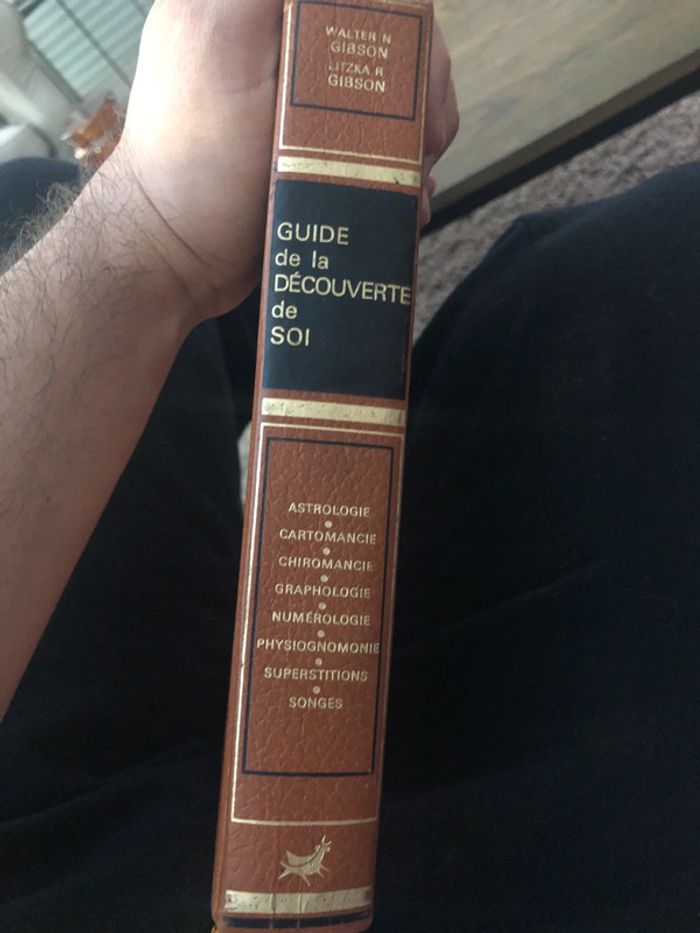 WALTER N
GIBSON
LITZKA R
GIBSON
GUIDE
de la
DÉCOUVERTE
de
SOI
ASTROLOGIE
CARTOMANCIE
CHIROMANCIE
GRAPHOLOGIE
NUMÉROLOGIE
PHYSIOGNOMONIE
SUPERSTITIONS
SONGES